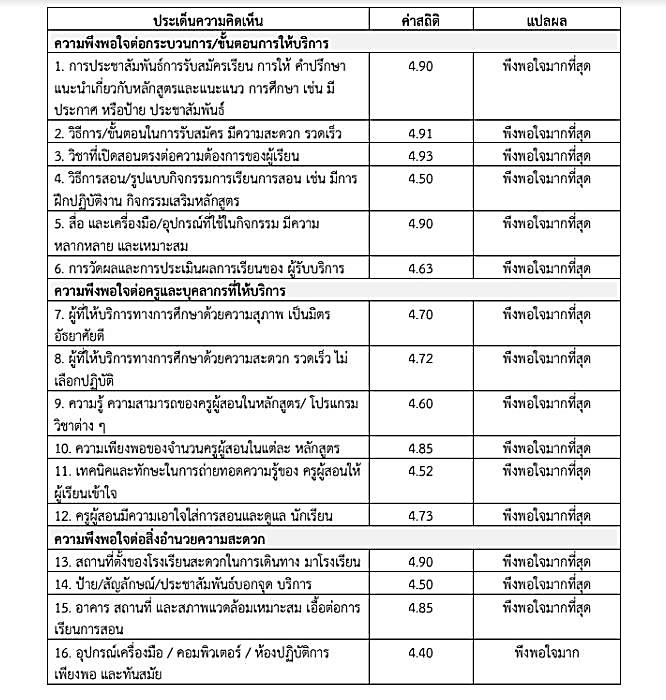 ประเด็นความคิดเห็น ค่าสถิติ แปลผล
ความพึงพอใจต่อกระบวนการ/ขั้นตอนการให้บริการ
1. การประชาสัมพันธ์การรับสมัครเรียน การให้ คำปรึกษา 4.90 พึงพอใจมากที่สุด
แนะนำเกี่ยวกับหลักสูตรและแนะแนว การศึกษา เช่น มี
ประกาศ หรือป้าย ประชาสัมพันธ์
2. วิธีการ/ขั้นตอนในการรับสมัคร มีความสะดวก รวดเร็ว 4.91 พึงพอใจมากที่สุด
3. วิชาที่เปิดสอนตรงต่อความต้องการของผู้เรียน 4.93 พึงพอใจมากที่สุด
4. วิธีการสอน/รูปแบบกิจกรรมการเรียนการสอน เช่น มีการ 4.50 พึงพอใจมากที่สุด
ฝึกปฏิบัติงาน กิจกรรมเสริมหลักสูตร
5. สื่อ และเครื่องมือ/อุปกรณ์ที่ใช้ในกิจกรรม มีความ 4.90 พึงพอใจมากที่สุด
หลากหลาย และเหมาะสม
6. การวัดผลและการประเมินผลการเรียนของ ผู้รับบริการ 4.63 พึงพอใจมากที่สุด
ความพึงพอใจต่อครูและบุคลากรที่ให้บริการ
7. ผู้ที่ให้บริการทางการศึกษาด้วยความสุภาพ เป็นมิตร 4.70 พึงพอใจมากที่สุด
อัธยาศัยดี
8. ผู้ที่ให้บริการทางการศึกษาด้วยความสะดวก รวดเร็ว ไม่ 4.72 พึงพอใจมากที่สุด
เลือกปฏิบัติ
9. ความรู้ ความสามารถของครูผู้สอนในหลักสูตร/ โปรแกรม 4.60 พึงพอใจมากที่สุด
วิชาต่าง ๆ
10. ความเพียงพอของจำนวนครูผู้สอนในแต่ละ หลักสูตร 4.85 พึงพอใจมากที่สุด
11. เทคนิคและทักษะในการถ่ายทอดความรู้ของ ครูผู้สอนให้ 4.52 พึงพอใจมากที่สุด
ผู้เรียนเข้าใจ
12. ครูผู้สอนมีความเอาใจใส่การสอนและดูแล นักเรียน 4.73 พึงพอใจมากที่สุด
ความพึงพอใจต่อสิ่งอำนวยความสะดวก
13. สถานที่ตั้งของโรงเรียนสะดวกในการเดินทาง มาโรงเรียน 4.90 พึงพอใจมากที่สุด
14. ป้าย/สัญลักษณ์/ประชาสัมพันธ์บอกจุด บริการ 4.50 พึงพอใจมากที่สุด
15. อาคาร สถานที่ และสภาพแวดล้อมเหมาะสม เอื้อต่อการ 4.85 พึงพอใจมากที่สุด
เรียนการสอน
16. อุปกรณ์เครื่องมือ / คอมพิวเตอร์ / ห้องปฏิบัติการ 4.40 พึงพอใจมาก
เพียงพอ และทันสมัย